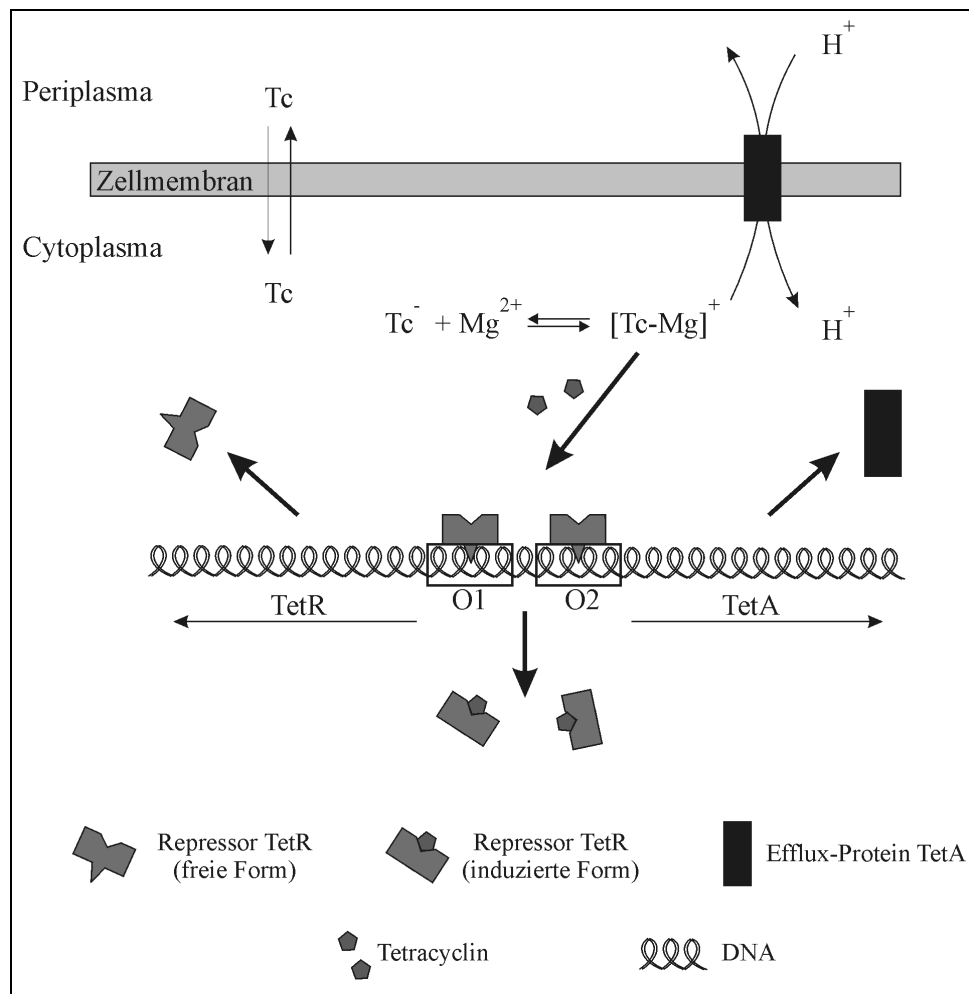 H⁺
Periplasma
Tc
Zellmembran
Cytoplasma
Tc
Tc⁻ + Mg²⁺ ⇌ [Tc-Mg]⁺
H⁺
TetR
O1
O2
TetA
Repressor TetR
(freie Form)
Repressor TetR
(induzierte Form)
Efflux-Protein TetA
Tetracyclin
DNA